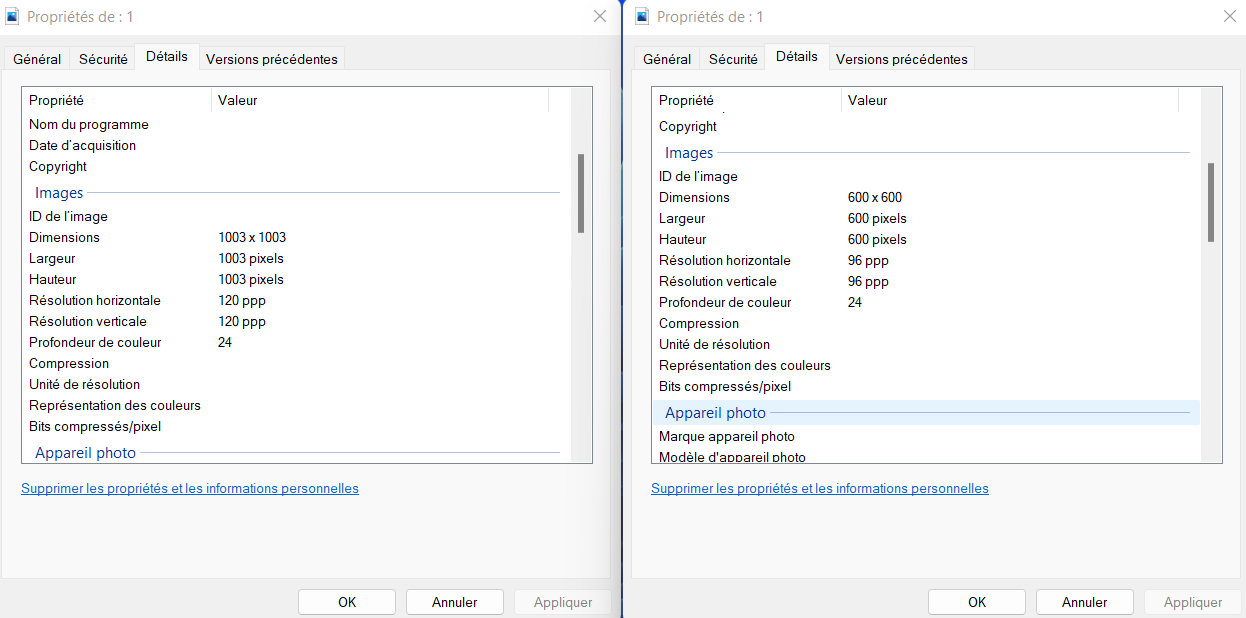 Propriétés de : 1
Général Sécurité Détails Versions précédentes
Propriété Valeur
Nom du programme
Date d'acquisition
Copyright
Images
ID de l'image
Dimensions 1003 x 1003
Largeur 1003 pixels
Hauteur 1003 pixels
Résolution horizontale 120 ppp
Résolution verticale 120 ppp
Profondeur de couleur 24
Compression
Unité de résolution
Représentation des couleurs
Bits compressés/pixel
Appareil photo
Supprimer les propriétés et les informations personnelles
OK Annuler Appliquer
Propriétés de : 1
Général Sécurité Détails Versions précédentes
Propriété Valeur
Copyright
Images
ID de l'image
Dimensions 600 x 600
Largeur 600 pixels
Hauteur 600 pixels
Résolution horizontale 96 ppp
Résolution verticale 96 ppp
Profondeur de couleur 24
Compression
Unité de résolution
Représentation des couleurs
Bits compressés/pixel
Appareil photo
Marque appareil photo
Modèle d'appareil photo
Supprimer les propriétés et les informations personnelles
OK Annuler Appliquer